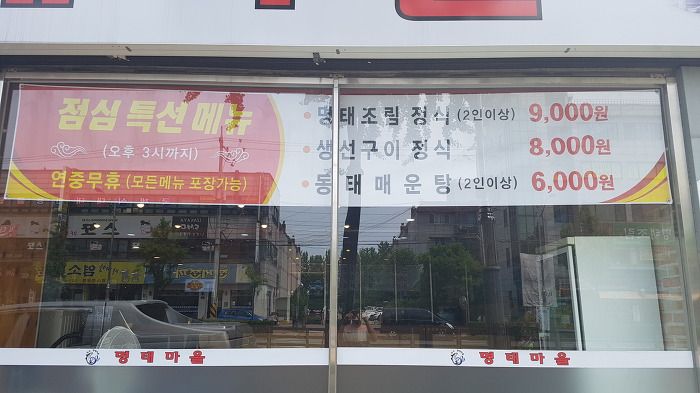 점심 특선 메뉴
(오후 3시까지)
연중무휴 (모든메뉴 포장가능)
• 명태조림 정식 (2인이상) 9,000원
• 생선구이 정식 8,000원
• 동태매운탕 (2인이상) 6,000원
명태마을
명태마을